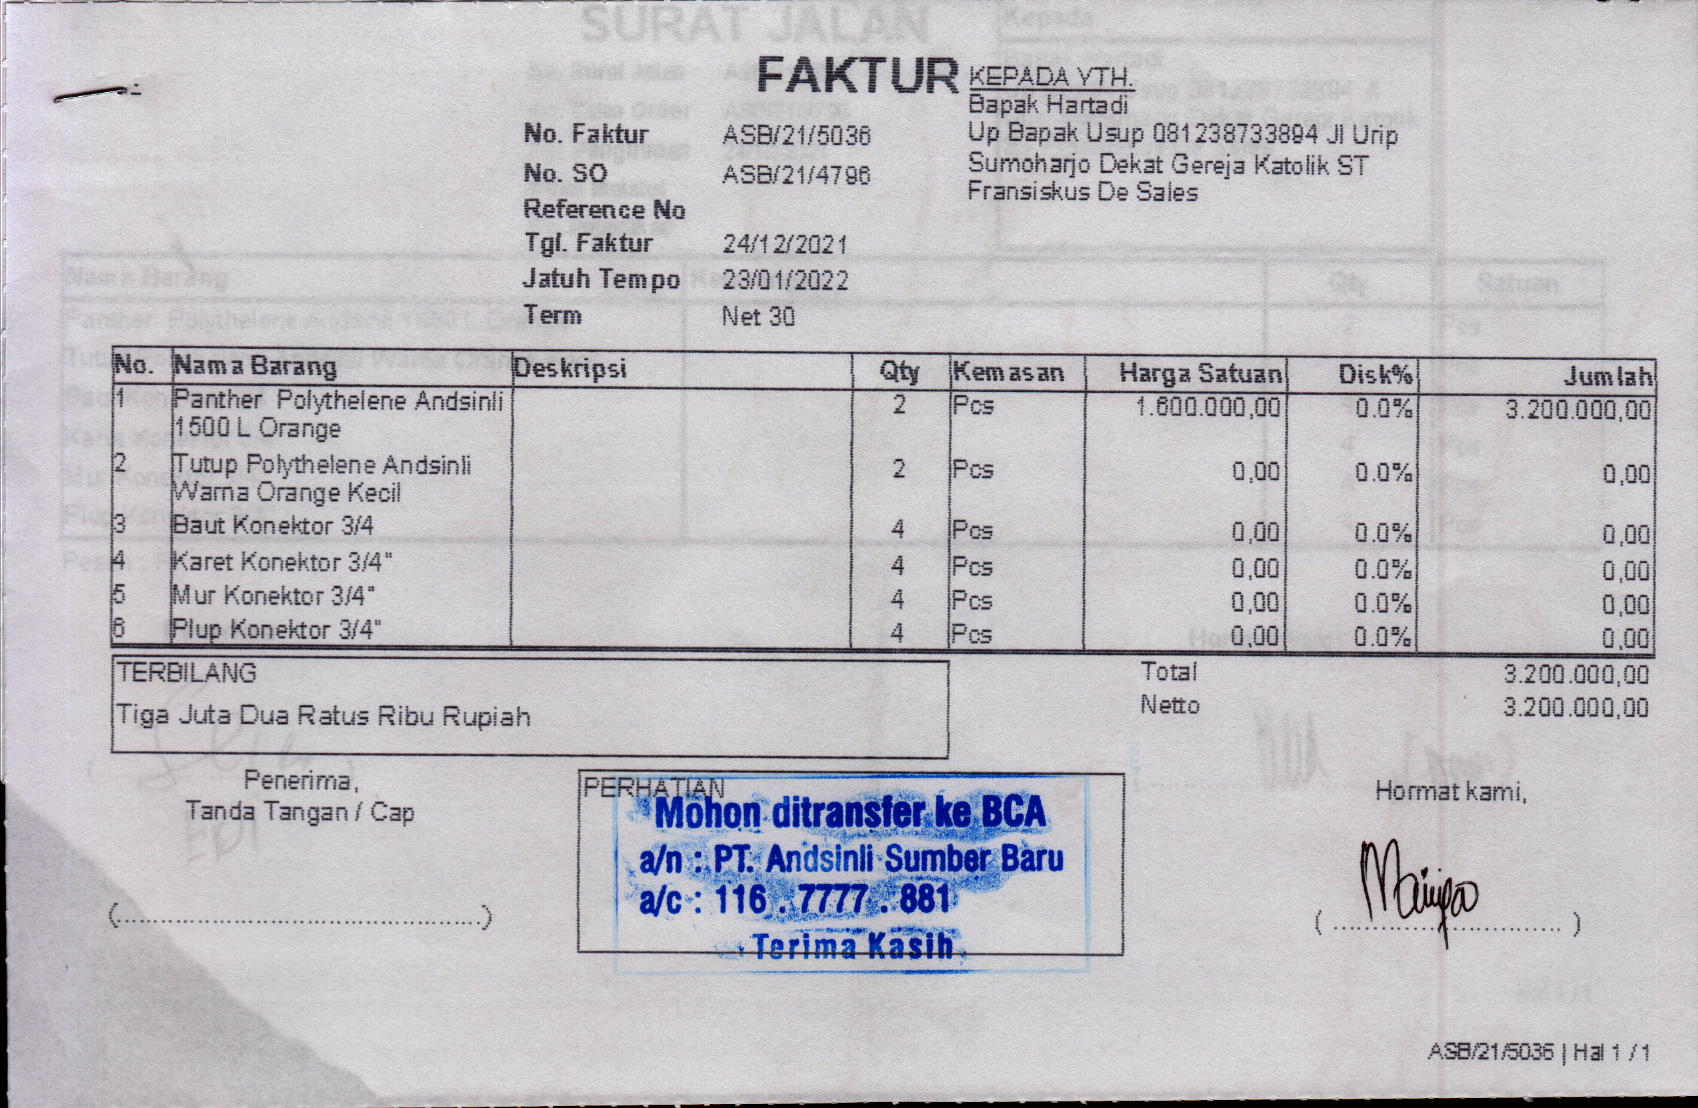 FAKTUR
KEPADA YTH.
Bapak Hartadi
Up Bapak Usup 081238733894 Jl Urip
Sumoharjo Dekat Gereja Katolik ST
Fransiskus De Sales
No. Faktur ASB/21/5036
No. SO ASB/21/4796
Reference No
Tgl. Faktur 24/12/2021
Jatuh Tempo 23/01/2022
Term Net 30
No. Nama Barang Deskripsi Qty Kemasan Harga Satuan Disk% Jumlah
1 Panther Polythelene Andsinli 2 Pcs 1.600.000,00 0.0% 3.200.000,00
1500 L Orange
2 Tutup Polythelene Andsinli 2 Pcs 0,00 0.0% 0,00
Warna Orange Kecil
3 Baut Konektor 3/4 4 Pcs 0,00 0.0% 0,00
4 Karet Konektor 3/4" 4 Pcs 0,00 0.0% 0,00
5 Mur Konektor 3/4" 4 Pcs 0,00 0.0% 0,00
6 Plup Konektor 3/4" 4 Pcs 0,00 0.0% 0,00
TERBILANG
Tiga Juta Dua Ratus Ribu Rupiah
Total 3.200.000,00
Netto 3.200.000,00
Penerima,
Tanda Tangan / Cap
(...............................................)
PERHATIAN
Mohon ditransfer ke BCA
a/n : PT. Andsinli Sumber Baru
a/c : 116 . 7777 . 881
Terima Kasih
Hormat kami,
(..............................)
ASB/21/5036 | Hal 1 / 1
SURAT JALAN
Kepada
Nama Barang
Qty
Satuan